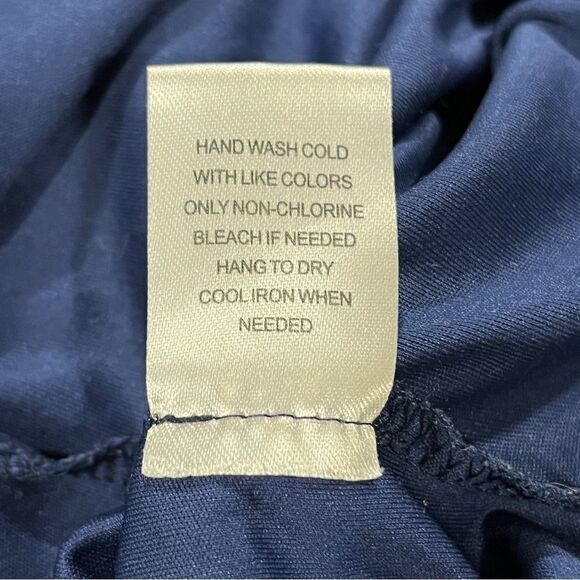 HAND WASH COLD
WITH LIKE COLORS
ONLY NON-CHLORINE
BLEACH IF NEEDED
HANG TO DRY
COOL IRON WHEN
NEEDED